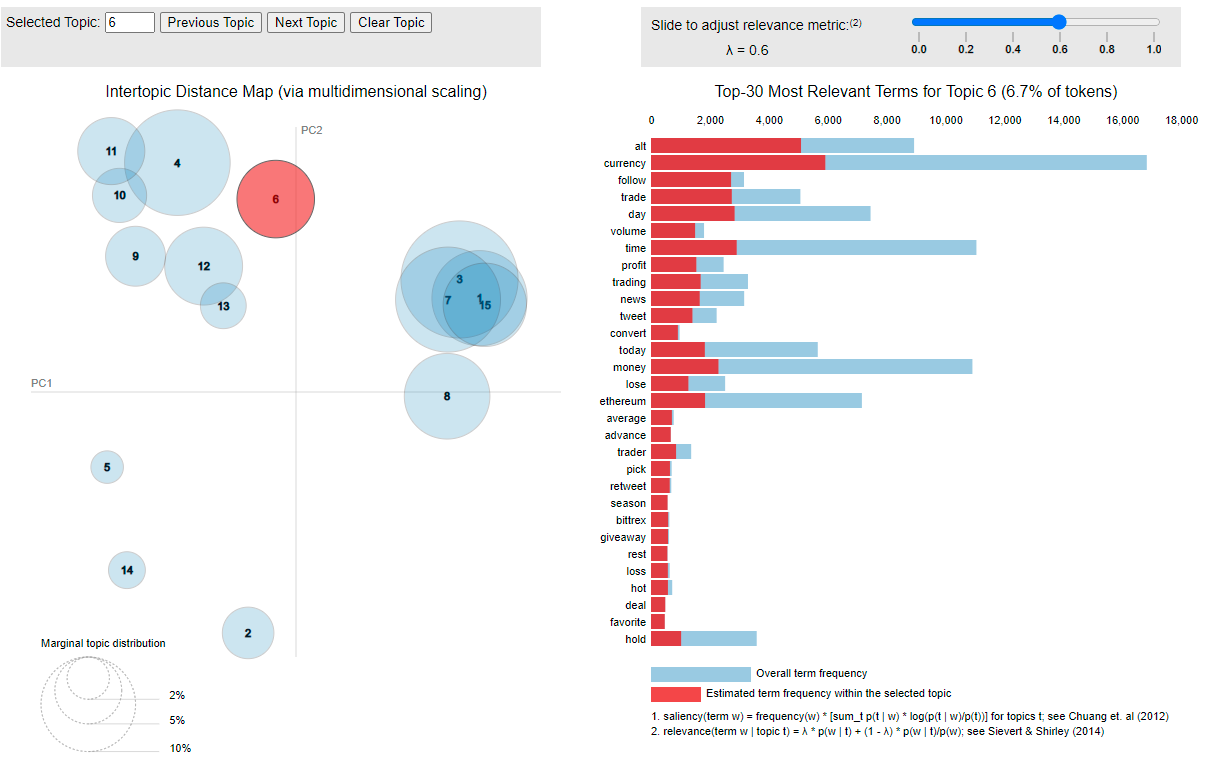 Selected Topic: 6 Previous Topic Next Topic Clear Topic
Slide to adjust relevance metric:(2)
λ = 0.6
0.0 0.2 0.4 0.6 0.8 1.0
Intertopic Distance Map (via multidimensional scaling)
PC2
11
4
10
6
9
12
13
3
7
1
15
PC1
8
5
14
2
Marginal topic distribution
2%
5%
10%
Top-30 Most Relevant Terms for Topic 6 (6.7% of tokens)
0 2,000 4,000 6,000 8,000 10,000 12,000 14,000 16,000 18,000
alt
currency
follow
trade
day
volume
time
profit
trading
news
tweet
convert
today
money
lose
ethereum
average
advance
trader
pick
retweet
season
bittrex
giveaway
rest
loss
hot
deal
favorite
hold
Overall term frequency
Estimated term frequency within the selected topic
1. saliency(term w) = frequency(w) * [sum_t p(t | w) * log(p(t | w)/p(t))] for topics t; see Chuang et. al (2012)
2. relevance(term w | topic t) = λ * p(w | t) + (1 - λ) * p(w | t)/p(w); see Sievert & Shirley (2014)